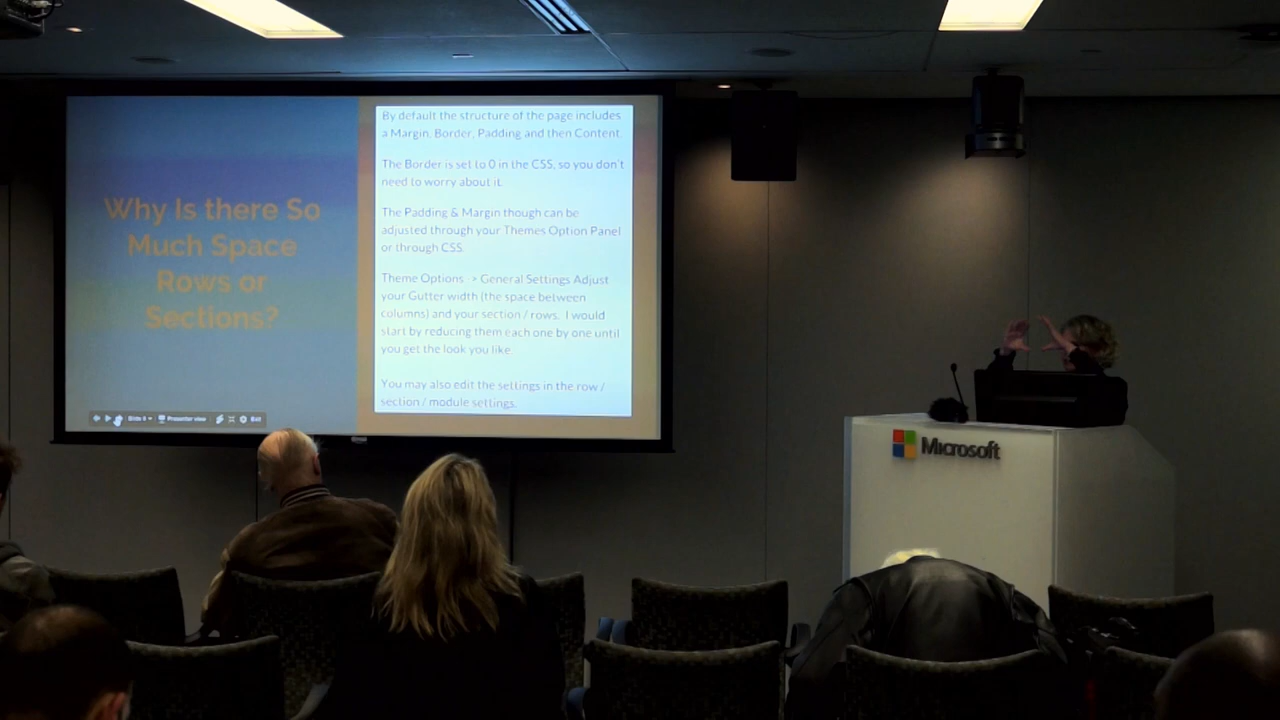 Why Is there So
Much Space
Rows or
Sections?
By default the structure of the page includes
a Margin, Border, Padding and then Content.
The Border is set to 0 in the CSS, so you don't
need to worry about it.
The Padding & Margin though can be
adjusted through your Themes Option Panel
or through CSS.
Theme Options -> General Settings Adjust
your Gutter width (the space between
columns) and your section / rows. I would
start by reducing them each one by one until
you get the look you like.
You may also edit the settings in the row /
section / module settings.
Presenter view
Exit
Microsoft